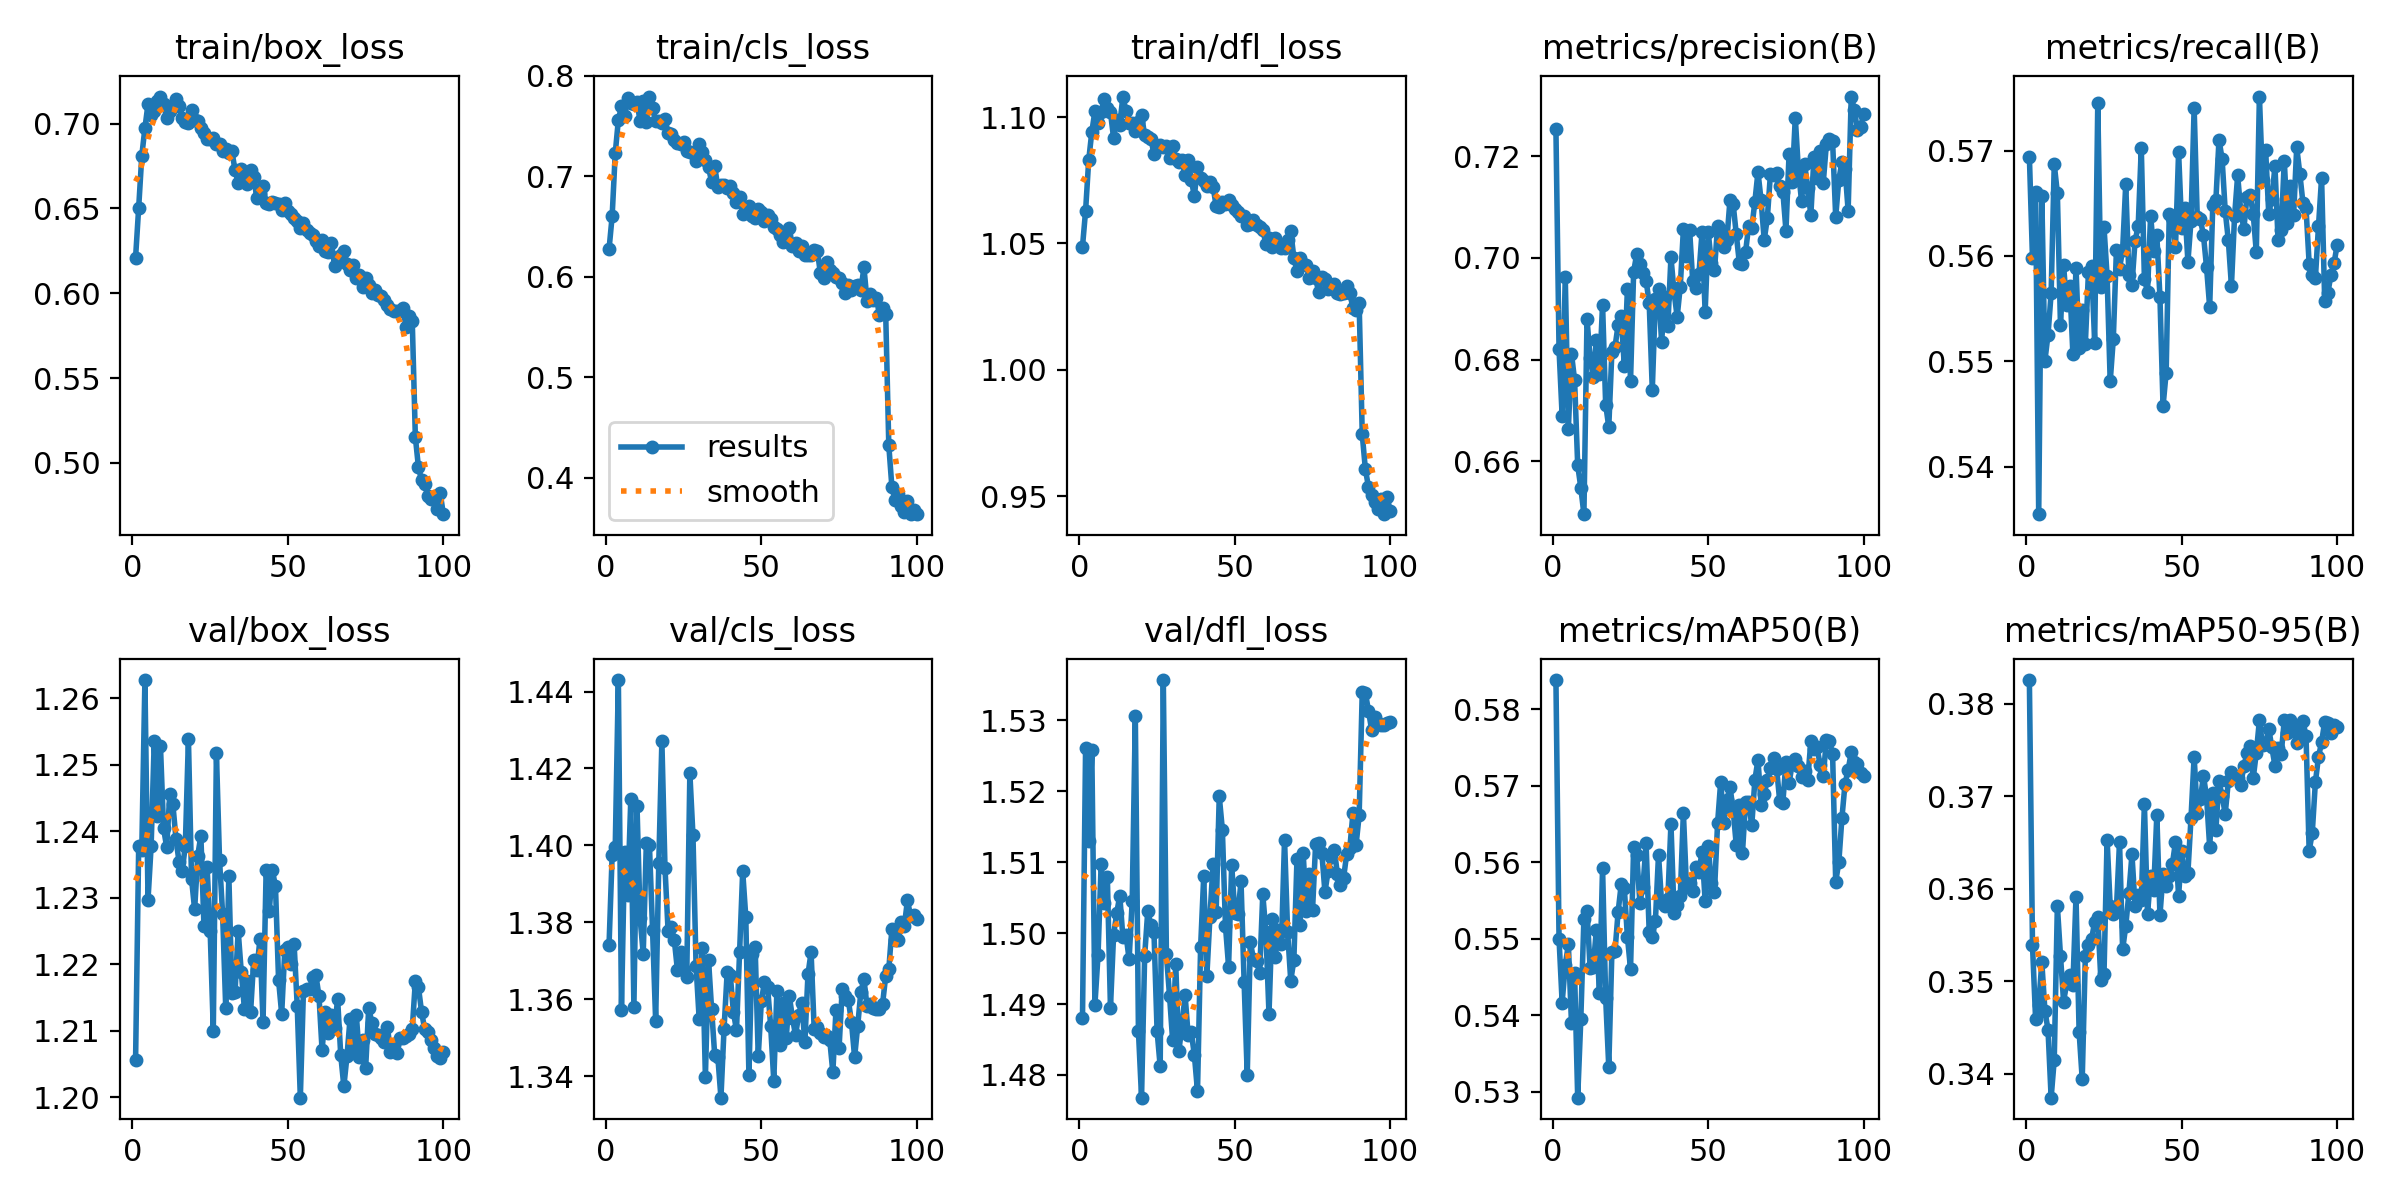 train/box_loss
train/cls_loss
train/dfl_loss
metrics/precision(B)
metrics/recall(B)
0.70
0.65
0.60
0.55
0.50
0 50 100
0.8
0.7
0.6
0.5
0.4
results
smooth
0 50 100
1.10
1.05
1.00
0.95
0 50 100
0.72
0.70
0.68
0.66
0 50 100
0.57
0.56
0.55
0.54
0 50 100
val/box_loss
val/cls_loss
val/dfl_loss
metrics/mAP50(B)
metrics/mAP50-95(B)
1.26
1.25
1.24
1.23
1.22
1.21
1.20
0 50 100
1.44
1.42
1.40
1.38
1.36
1.34
0 50 100
1.53
1.52
1.51
1.50
1.49
1.48
0 50 100
0.58
0.57
0.56
0.55
0.54
0.53
0 50 100
0.38
0.37
0.36
0.35
0.34
0 50 100